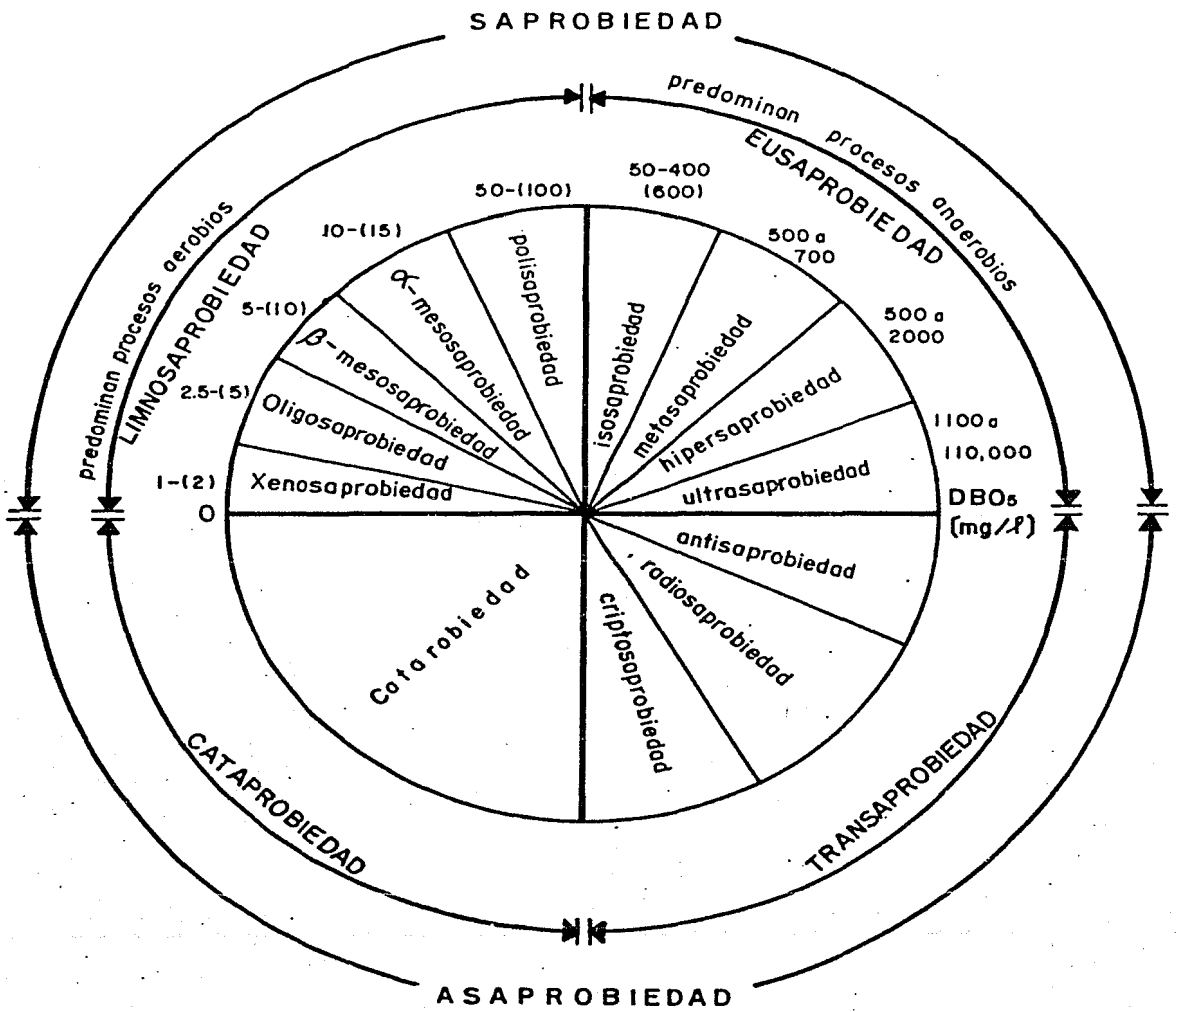 SAPROBIEDAD
predominan procesos anaerobios
EUSAPROBIEDAD
predominan procesos aerobios
LIMNOSAPROBIEDAD
50-400
(600)
50-(100)
10-(15)
500 a
700
5-(10)
500 a
2000
2.5-(5)
1100 a
110,000
1-(2)
0
DBO₅
(mg/ℓ)
polisaprobiedad
α-mesosaprobiedad
β-mesosaprobiedad
Oligosaprobiedad
Xenosaprobiedad
isosaprobiedad
metasaprobiedad
hipersaprobiedad
ultrasaprobiedad
antisaprobiedad
radiosaprobiedad
criptosaprobiedad
Catarobiedad
CATAPROBIEDAD
TRANSAPROBIEDAD
ASAPROBIEDAD